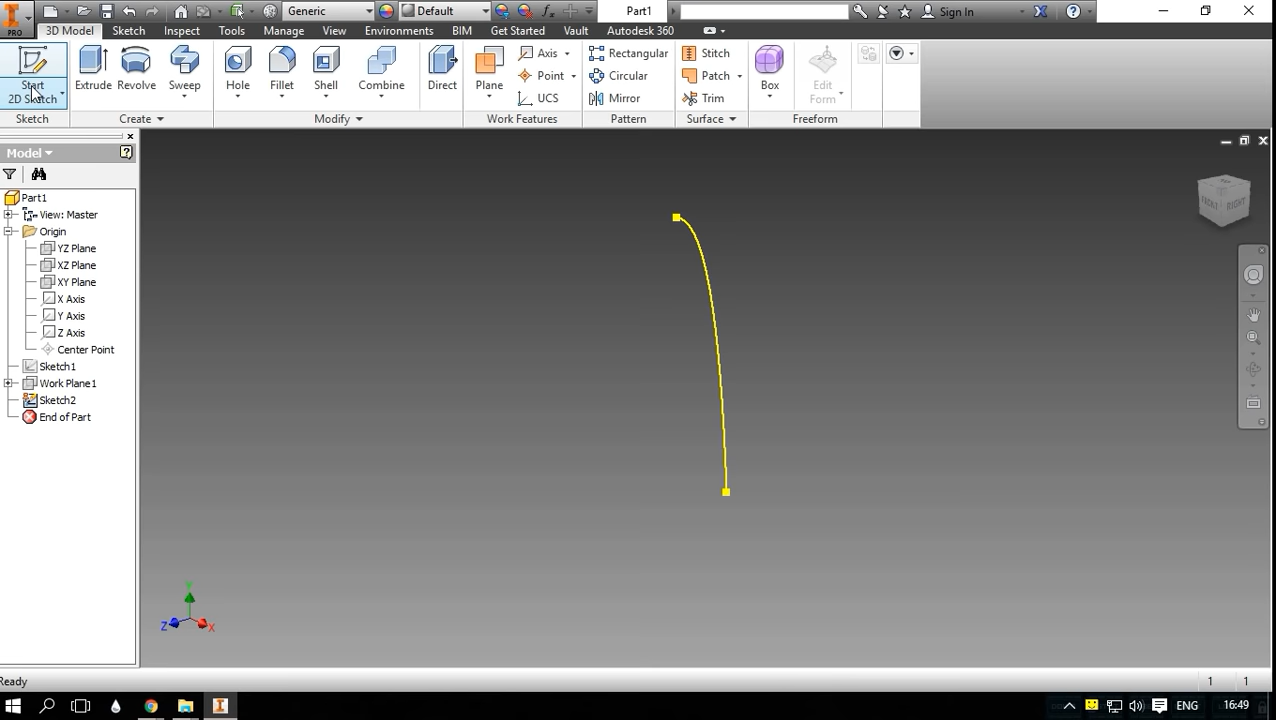 PRO
Generic
Default
Part1
Sign In
3D Model
Sketch
Inspect
Tools
Manage
View
Environments
BIM
Get Started
Vault
Autodesk 360
Start
2D Sketch
Extrude
Revolve
Sweep
Hole
Fillet
Shell
Combine
Direct
Plane
Axis
Point
UCS
Rectangular
Circular
Mirror
Stitch
Patch
Trim
Box
Edit
Form
Sketch
Create
Modify
Work Features
Pattern
Surface
Freeform
Model
Part1
View: Master
Origin
YZ Plane
XZ Plane
XY Plane
X Axis
Y Axis
Z Axis
Center Point
Sketch1
Work Plane1
Sketch2
End of Part
RIGHT
Z
X
Ready
1
1
ENG
16:49